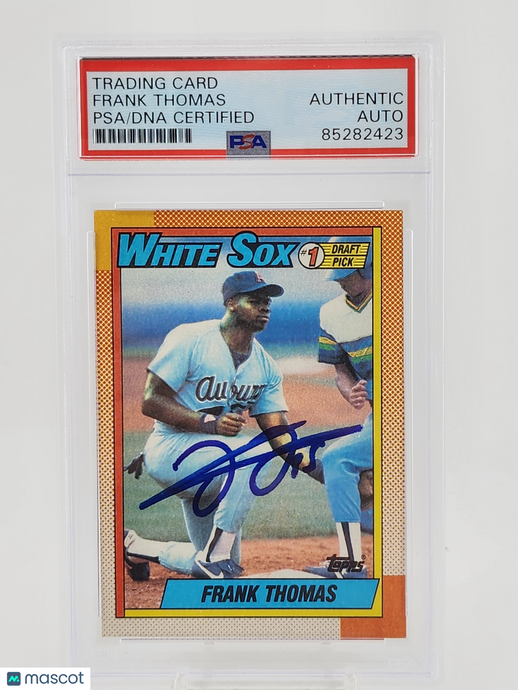 TRADING CARD
FRANK THOMAS
PSA/DNA CERTIFIED
AUTHENTIC
AUTO
85282423
PSA
WHITE SOX
#1 DRAFT PICK
Auburn
Topps
FRANK THOMAS
mascot